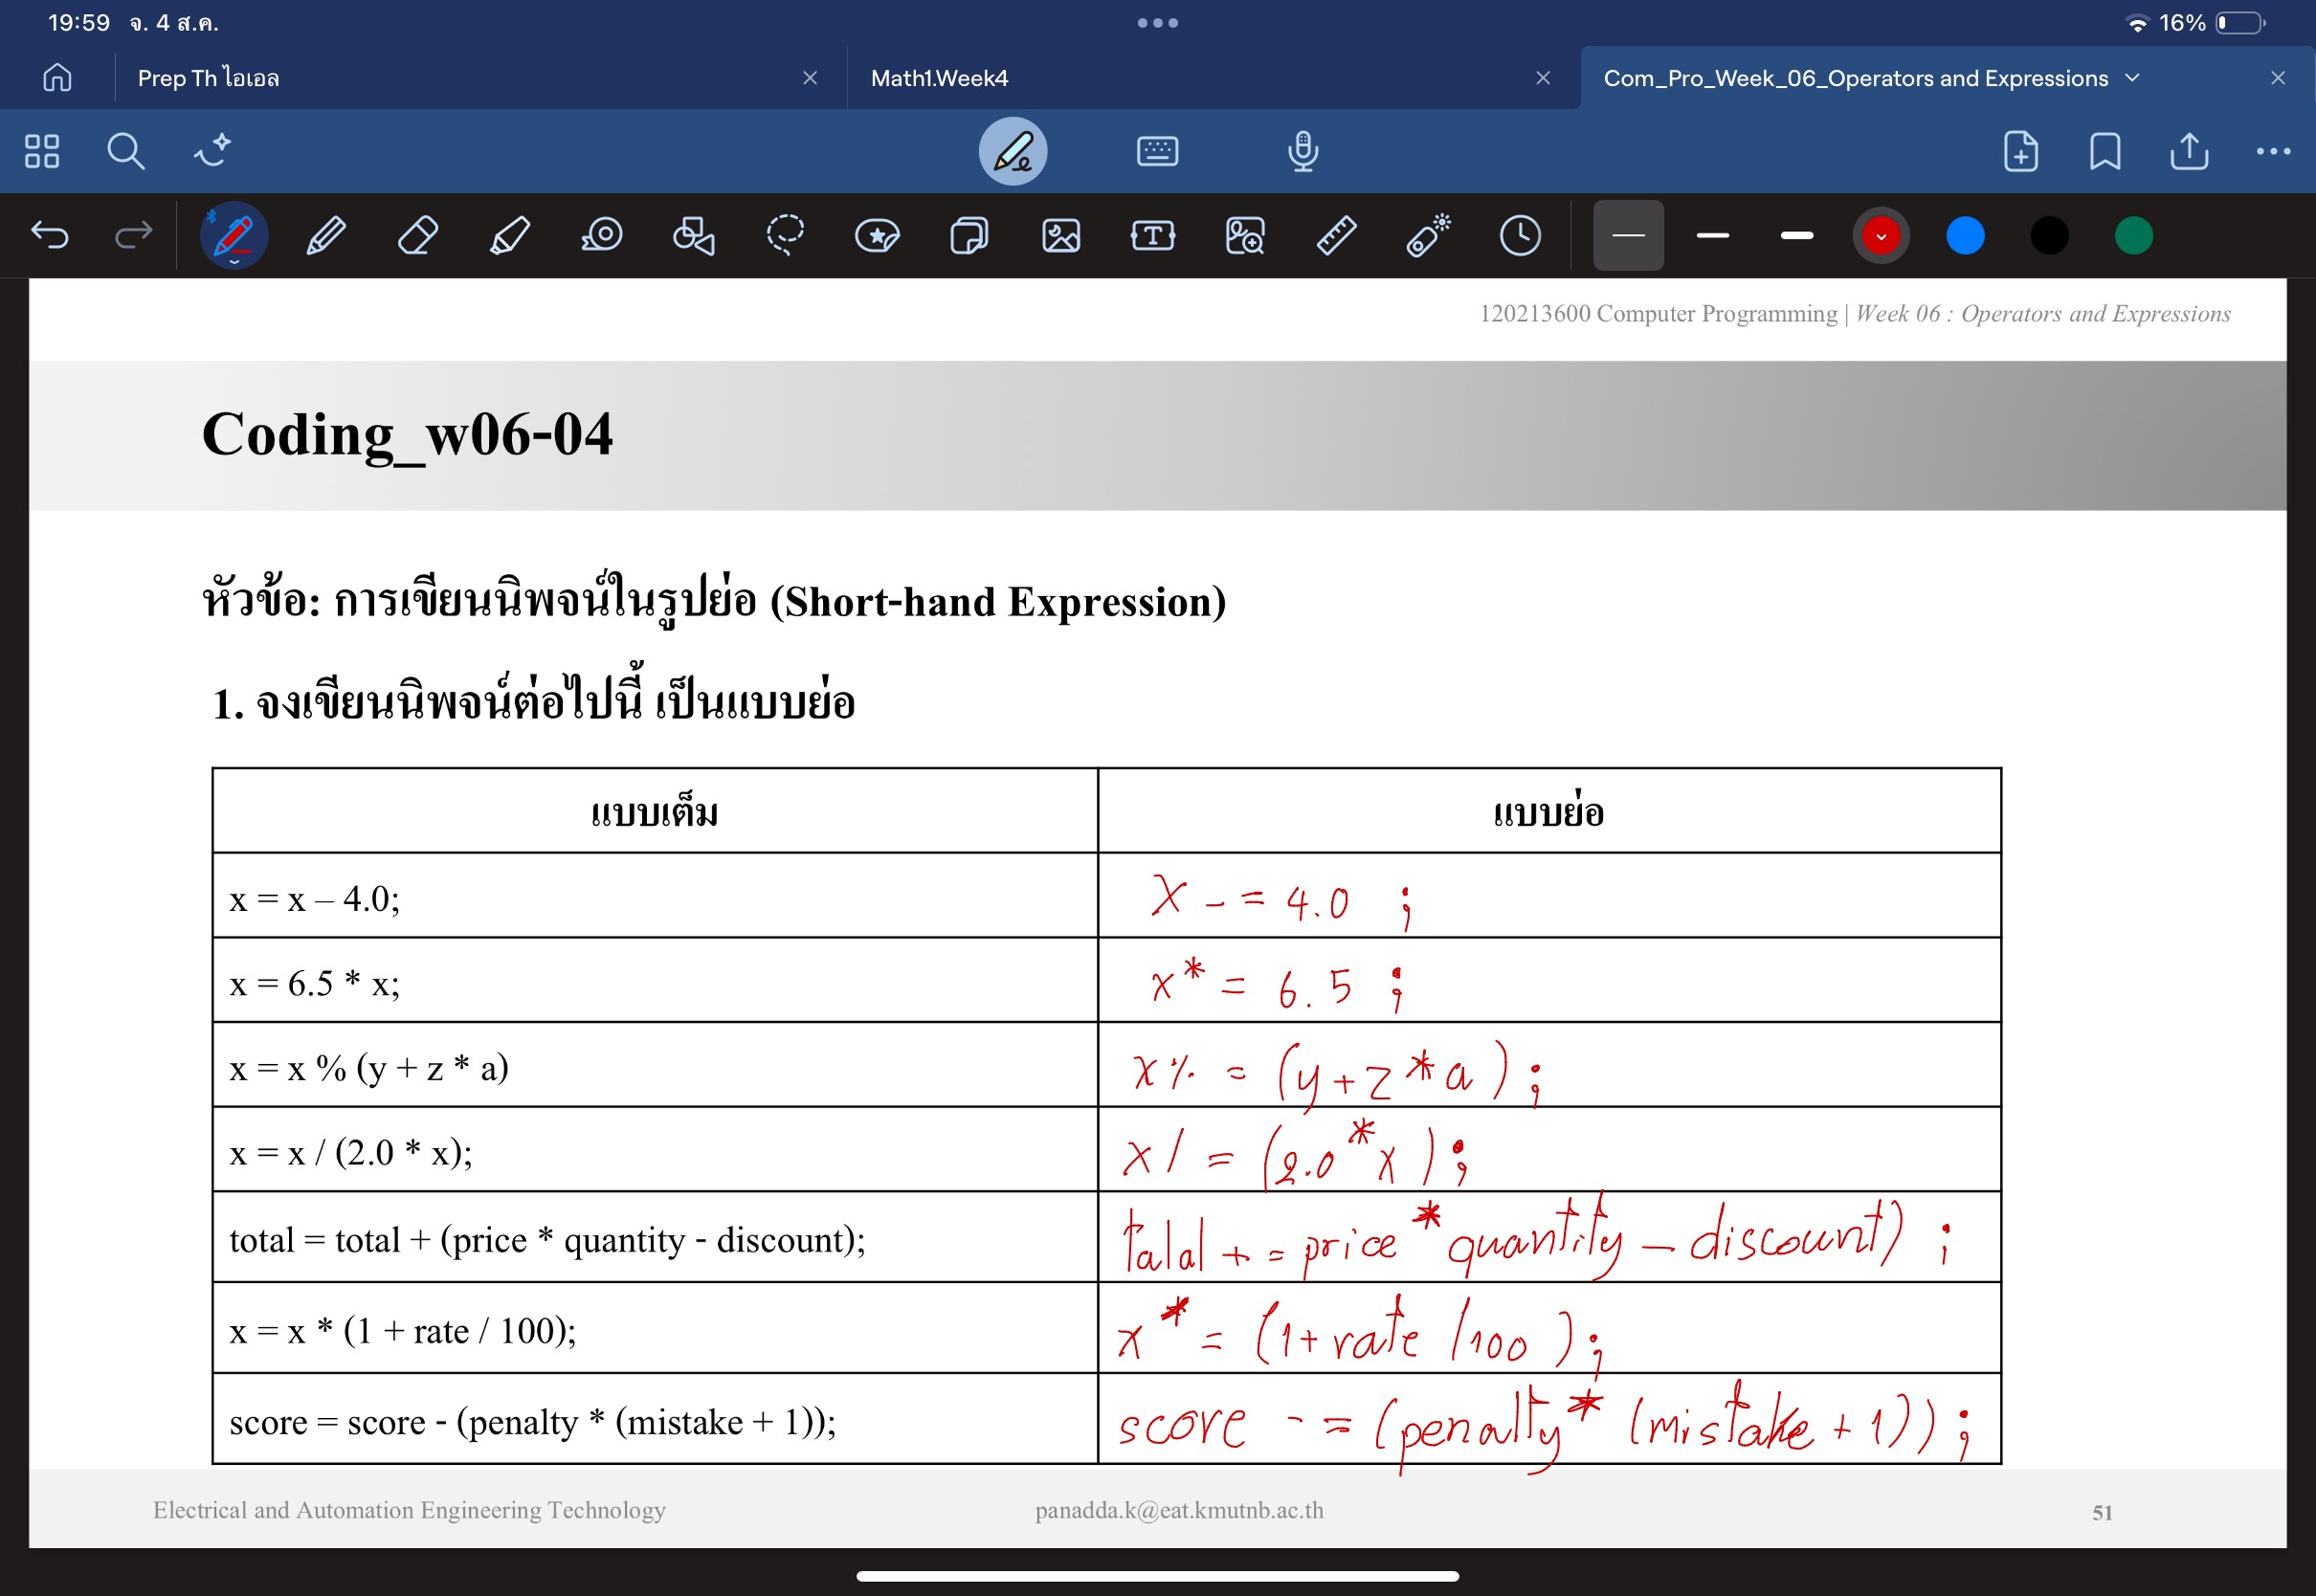 19:59 จ. 4 ส.ค.
16%
Prep Th ไอเอล
Math1.Week4
Com_Pro_Week_06_Operators and Expressions
120213600 Computer Programming | Week 06 : Operators and Expressions
Coding_w06-04
หัวข้อ: การเขียนนิพจน์ในรูปย่อ (Short-hand Expression)
1. จงเขียนนิพจน์ต่อไปนี้ เป็นแบบย่อ
แบบเต็ม แบบย่อ
x = x – 4.0; x -= 4.0 ;
x = 6.5 * x; x* = 6.5 ;
x = x % (y + z * a) x% = (y+z*a) ;
x = x / (2.0 * x); x/ = (2.0*x) ;
total = total + (price * quantity - discount); talal += price*quantity - discount) ;
x = x * (1 + rate / 100); x* = (1+rate /100 );
score = score - (penalty * (mistake + 1)); score -= (penalty* (mistake + 1)) ;
Electrical and Automation Engineering Technology
panadda.k@eat.kmutnb.ac.th
51